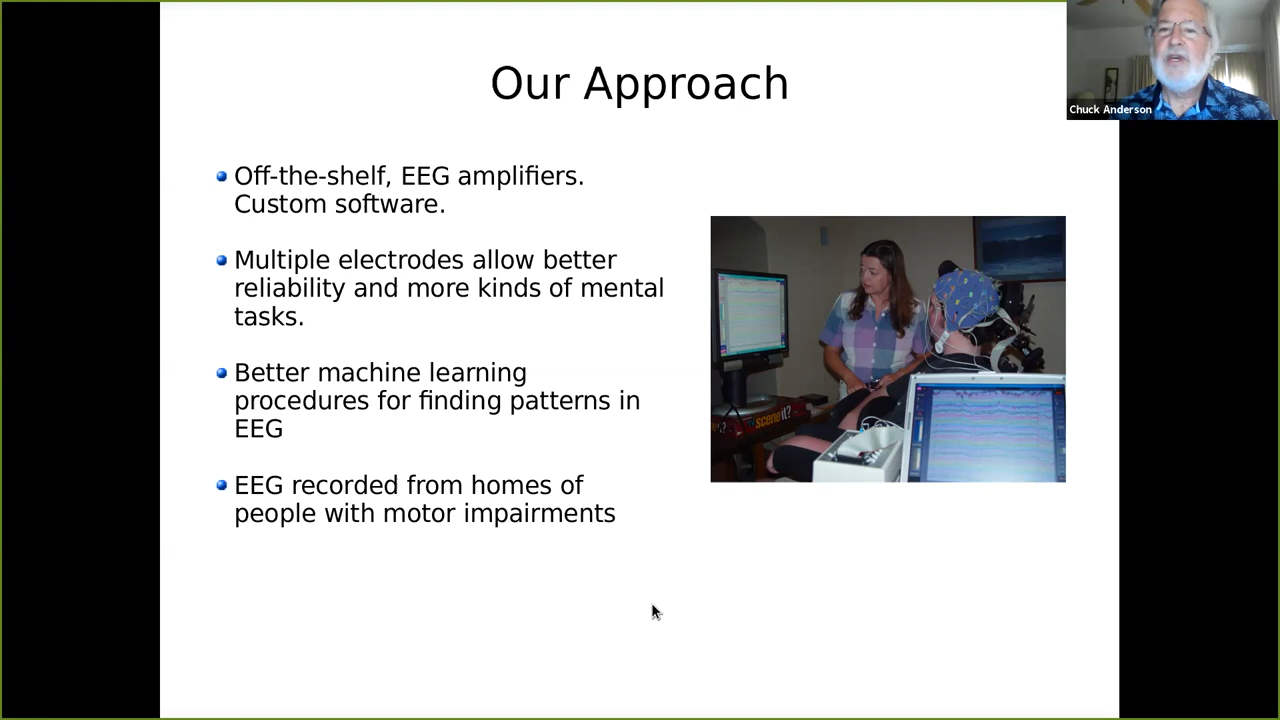 Our Approach
Chuck Anderson
Off-the-shelf, EEG amplifiers.
Custom software.
Multiple electrodes allow better
reliability and more kinds of mental
tasks.
Better machine learning
procedures for finding patterns in
EEG
EEG recorded from homes of
people with motor impairments
scene it?